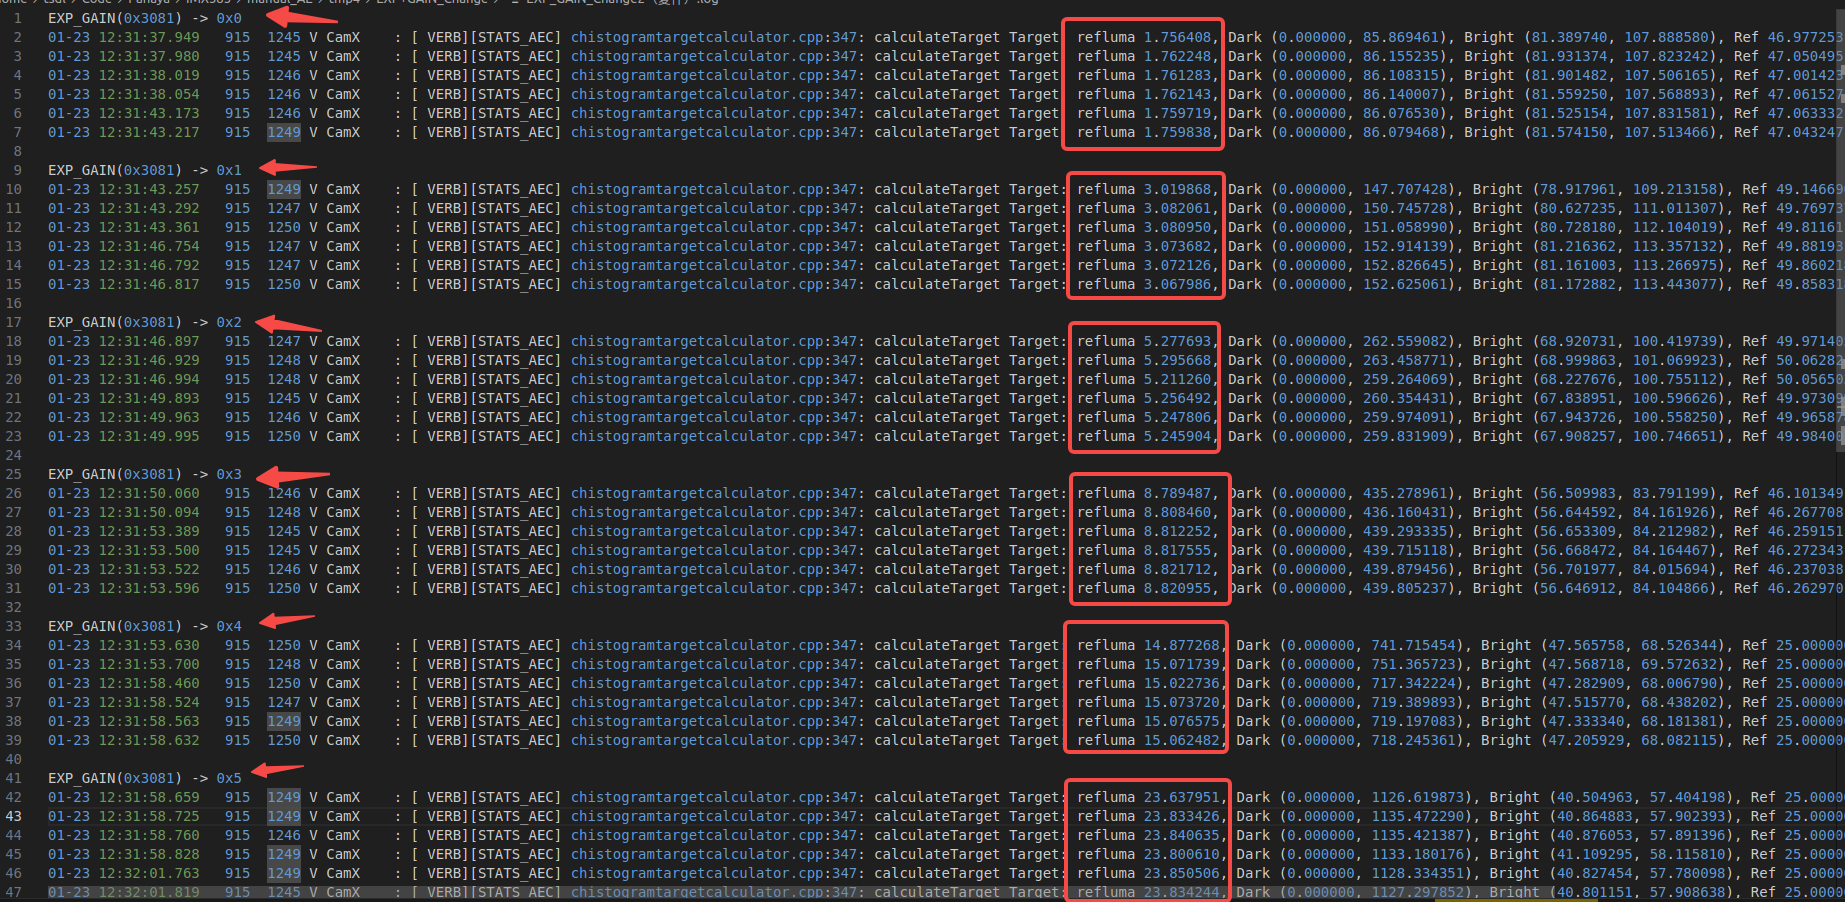 1 EXP_GAIN(0x3081) -> 0x0
2 01-23 12:31:37.949 915 1245 V CamX : [ VERB][STATS_AEC] chistogramtargetcalculator.cpp:347: calculateTarget Target: refluma 1.756408, Dark (0.000000, 85.869461), Bright (81.389740, 107.888580), Ref 46.977253
3 01-23 12:31:37.980 915 1245 V CamX : [ VERB][STATS_AEC] chistogramtargetcalculator.cpp:347: calculateTarget Target: refluma 1.762248, Dark (0.000000, 86.155235), Bright (81.931374, 107.823242), Ref 47.050495
4 01-23 12:31:38.019 915 1246 V CamX : [ VERB][STATS_AEC] chistogramtargetcalculator.cpp:347: calculateTarget Target: refluma 1.761283, Dark (0.000000, 86.108315), Bright (81.901482, 107.506165), Ref 47.001423
5 01-23 12:31:38.054 915 1246 V CamX : [ VERB][STATS_AEC] chistogramtargetcalculator.cpp:347: calculateTarget Target: refluma 1.762143, Dark (0.000000, 86.140007), Bright (81.559250, 107.568893), Ref 47.061527
6 01-23 12:31:43.173 915 1246 V CamX : [ VERB][STATS_AEC] chistogramtargetcalculator.cpp:347: calculateTarget Target: refluma 1.759719, Dark (0.000000, 86.076530), Bright (81.525154, 107.831581), Ref 47.063332
7 01-23 12:31:43.217 915 1249 V CamX : [ VERB][STATS_AEC] chistogramtargetcalculator.cpp:347: calculateTarget Target: refluma 1.759838, Dark (0.000000, 86.079468), Bright (81.574150, 107.513466), Ref 47.043247
8
9 EXP_GAIN(0x3081) -> 0x1
10 01-23 12:31:43.257 915 1249 V CamX : [ VERB][STATS_AEC] chistogramtargetcalculator.cpp:347: calculateTarget Target: refluma 3.019868, Dark (0.000000, 147.707428), Bright (78.917961, 109.213158), Ref 49.14669
11 01-23 12:31:43.292 915 1247 V CamX : [ VERB][STATS_AEC] chistogramtargetcalculator.cpp:347: calculateTarget Target: refluma 3.082061, Dark (0.000000, 150.745728), Bright (80.627235, 111.011307), Ref 49.76973
12 01-23 12:31:43.361 915 1250 V CamX : [ VERB][STATS_AEC] chistogramtargetcalculator.cpp:347: calculateTarget Target: refluma 3.080950, Dark (0.000000, 151.058990), Bright (80.728180, 112.104019), Ref 49.81161
13 01-23 12:31:46.754 915 1247 V CamX : [ VERB][STATS_AEC] chistogramtargetcalculator.cpp:347: calculateTarget Target: refluma 3.073682, Dark (0.000000, 152.914139), Bright (81.216362, 113.357132), Ref 49.88193
14 01-23 12:31:46.792 915 1247 V CamX : [ VERB][STATS_AEC] chistogramtargetcalculator.cpp:347: calculateTarget Target: refluma 3.072126, Dark (0.000000, 152.826645), Bright (81.161003, 113.266975), Ref 49.86021
15 01-23 12:31:46.817 915 1250 V CamX : [ VERB][STATS_AEC] chistogramtargetcalculator.cpp:347: calculateTarget Target: refluma 3.067986, Dark (0.000000, 152.625061), Bright (81.172882, 113.443077), Ref 49.85831
16
17 EXP_GAIN(0x3081) -> 0x2
18 01-23 12:31:46.897 915 1247 V CamX : [ VERB][STATS_AEC] chistogramtargetcalculator.cpp:347: calculateTarget Target: refluma 5.277693, Dark (0.000000, 262.559082), Bright (68.920731, 100.419739), Ref 49.97140
19 01-23 12:31:46.929 915 1248 V CamX : [ VERB][STATS_AEC] chistogramtargetcalculator.cpp:347: calculateTarget Target: refluma 5.295668, Dark (0.000000, 263.458771), Bright (68.999863, 101.069923), Ref 50.06282
20 01-23 12:31:46.994 915 1248 V CamX : [ VERB][STATS_AEC] chistogramtargetcalculator.cpp:347: calculateTarget Target: refluma 5.211260, Dark (0.000000, 259.264069), Bright (68.227676, 100.755112), Ref 50.05650
21 01-23 12:31:49.893 915 1245 V CamX : [ VERB][STATS_AEC] chistogramtargetcalculator.cpp:347: calculateTarget Target: refluma 5.256492, Dark (0.000000, 260.354431), Bright (67.838951, 100.596626), Ref 49.97309
22 01-23 12:31:49.963 915 1246 V CamX : [ VERB][STATS_AEC] chistogramtargetcalculator.cpp:347: calculateTarget Target: refluma 5.247806, Dark (0.000000, 259.974091), Bright (67.943726, 100.558250), Ref 49.96587
23 01-23 12:31:49.995 915 1250 V CamX : [ VERB][STATS_AEC] chistogramtargetcalculator.cpp:347: calculateTarget Target: refluma 5.245904, Dark (0.000000, 259.831909), Bright (67.908257, 100.746651), Ref 49.98400
24
25 EXP_GAIN(0x3081) -> 0x3
26 01-23 12:31:50.060 915 1246 V CamX : [ VERB][STATS_AEC] chistogramtargetcalculator.cpp:347: calculateTarget Target: refluma 8.789487, Dark (0.000000, 435.278961), Bright (56.509983, 83.791199), Ref 46.101349
27 01-23 12:31:50.094 915 1248 V CamX : [ VERB][STATS_AEC] chistogramtargetcalculator.cpp:347: calculateTarget Target: refluma 8.808460, Dark (0.000000, 436.160431), Bright (56.644592, 84.161926), Ref 46.267708
28 01-23 12:31:53.389 915 1245 V CamX : [ VERB][STATS_AEC] chistogramtargetcalculator.cpp:347: calculateTarget Target: refluma 8.812252, Dark (0.000000, 439.293335), Bright (56.653309, 84.212982), Ref 46.259151
29 01-23 12:31:53.500 915 1245 V CamX : [ VERB][STATS_AEC] chistogramtargetcalculator.cpp:347: calculateTarget Target: refluma 8.817555, Dark (0.000000, 439.715118), Bright (56.668472, 84.164467), Ref 46.272343
30 01-23 12:31:53.522 915 1246 V CamX : [ VERB][STATS_AEC] chistogramtargetcalculator.cpp:347: calculateTarget Target: refluma 8.821712, Dark (0.000000, 439.879456), Bright (56.701977, 84.015694), Ref 46.237038
31 01-23 12:31:53.596 915 1250 V CamX : [ VERB][STATS_AEC] chistogramtargetcalculator.cpp:347: calculateTarget Target: refluma 8.820955, Dark (0.000000, 439.805237), Bright (56.646912, 84.104866), Ref 46.262970
32
33 EXP_GAIN(0x3081) -> 0x4
34 01-23 12:31:53.630 915 1250 V CamX : [ VERB][STATS_AEC] chistogramtargetcalculator.cpp:347: calculateTarget Target: refluma 14.877268, Dark (0.000000, 741.715454), Bright (47.565758, 68.526344), Ref 25.0000
35 01-23 12:31:53.700 915 1248 V CamX : [ VERB][STATS_AEC] chistogramtargetcalculator.cpp:347: calculateTarget Target: refluma 15.071739, Dark (0.000000, 751.365723), Bright (47.568718, 69.572632), Ref 25.0000
36 01-23 12:31:58.460 915 1250 V CamX : [ VERB][STATS_AEC] chistogramtargetcalculator.cpp:347: calculateTarget Target: refluma 15.022736, Dark (0.000000, 717.342224), Bright (47.282909, 68.006790), Ref 25.0000
37 01-23 12:31:58.524 915 1247 V CamX : [ VERB][STATS_AEC] chistogramtargetcalculator.cpp:347: calculateTarget Target: refluma 15.073720, Dark (0.000000, 719.389893), Bright (47.515770, 68.438202), Ref 25.0000
38 01-23 12:31:58.563 915 1249 V CamX : [ VERB][STATS_AEC] chistogramtargetcalculator.cpp:347: calculateTarget Target: refluma 15.076575, Dark (0.000000, 719.197083), Bright (47.333340, 68.181381), Ref 25.0000
39 01-23 12:31:58.632 915 1250 V CamX : [ VERB][STATS_AEC] chistogramtargetcalculator.cpp:347: calculateTarget Target: refluma 15.062482, Dark (0.000000, 718.245361), Bright (47.205929, 68.082115), Ref 25.0000
40
41 EXP_GAIN(0x3081) -> 0x5
42 01-23 12:31:58.659 915 1249 V CamX : [ VERB][STATS_AEC] chistogramtargetcalculator.cpp:347: calculateTarget Target: refluma 23.637951, Dark (0.000000, 1126.619873), Bright (40.504963, 57.404198), Ref 25.000
43 01-23 12:31:58.725 915 1249 V CamX : [ VERB][STATS_AEC] chistogramtargetcalculator.cpp:347: calculateTarget Target: refluma 23.833426, Dark (0.000000, 1135.472290), Bright (40.864883, 57.902393), Ref 25.000
44 01-23 12:31:58.760 915 1246 V CamX : [ VERB][STATS_AEC] chistogramtargetcalculator.cpp:347: calculateTarget Target: refluma 23.840635, Dark (0.000000, 1135.421387), Bright (40.876053, 57.891396), Ref 25.000
45 01-23 12:31:58.828 915 1249 V CamX : [ VERB][STATS_AEC] chistogramtargetcalculator.cpp:347: calculateTarget Target: refluma 23.800610, Dark (0.000000, 1133.180176), Bright (41.109295, 58.115810), Ref 25.000
46 01-23 12:32:01.763 915 1249 V CamX : [ VERB][STATS_AEC] chistogramtargetcalculator.cpp:347: calculateTarget Target: refluma 23.850506, Dark (0.000000, 1128.334351), Bright (40.827454, 57.780098), Ref 25.000
47 01-23 12:32:01.819 915 1245 V CamX : [ VERB][STATS_AEC] chistogramtargetcalculator.cpp:347: calculateTarget Target: refluma 23.834244, Dark (0.000000, 1127.297852), Bright (40.801151, 57.908638), Ref 25.000